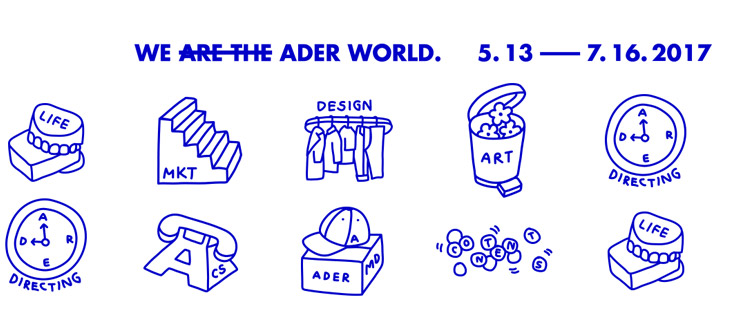 WE ARE THE ADER WORLD. 5. 13 — 7. 16. 2017
LIFE
MKT
DESIGN
ART
A
D R
E
DIRECTING
A
D R
E
DIRECTING
A
CS
A
ADER MD
C O N T E N T S
LIFE